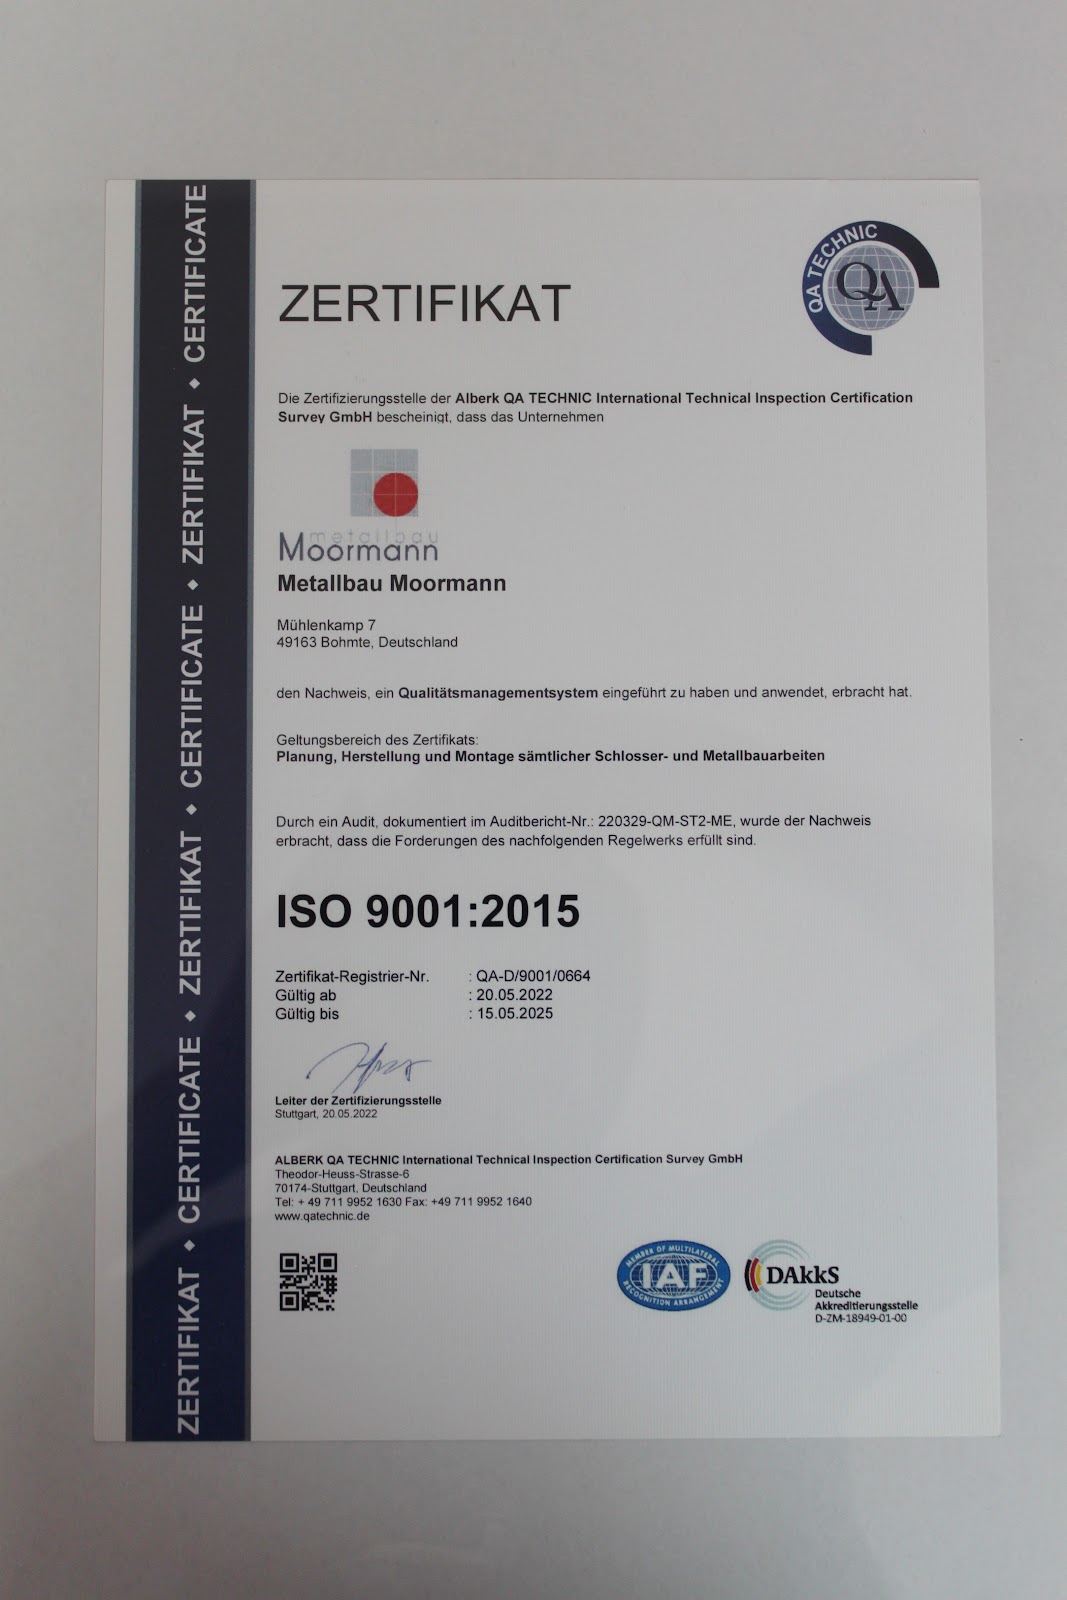 ZERTIFIKAT ◆ CERTIFICATE ◆ ZERTIFIKAT ◆ CERTIFICATE ◆ ZERTIFIKAT ◆ CERTIFICATE
QA TECHNIC
QA
ZERTIFIKAT
Die Zertifizierungsstelle der Alberk QA TECHNIC International Technical Inspection Certification
Survey GmbH bescheinigt, dass das Unternehmen
metallbau
Moormann
Metallbau Moormann
Mühlenkamp 7
49163 Bohmte, Deutschland
den Nachweis, ein Qualitätsmanagementsystem eingeführt zu haben und anwendet, erbracht hat.
Geltungsbereich des Zertifikats:
Planung, Herstellung und Montage sämtlicher Schlosser- und Metallbauarbeiten
Durch ein Audit, dokumentiert im Auditbericht-Nr.: 220329-QM-ST2-ME, wurde der Nachweis
erbracht, dass die Forderungen des nachfolgenden Regelwerks erfüllt sind.
ISO 9001:2015
Zertifikat-Registrier-Nr. : QA-D/9001/0664
Gültig ab : 20.05.2022
Gültig bis : 15.05.2025
Leiter der Zertifizierungsstelle
Stuttgart, 20.05.2022
ALBERK QA TECHNIC International Technical Inspection Certification Survey GmbH
Theodor-Heuss-Strasse-6
70174-Stuttgart, Deutschland
Tel: + 49 711 9952 1630 Fax: +49 711 9952 1640
www.qatechnic.de
MEMBER OF MULTILATERAL
IAF
RECOGNITION ARRANGEMENT
DAkkS
Deutsche
Akkreditierungsstelle
D-ZM-18949-01-00